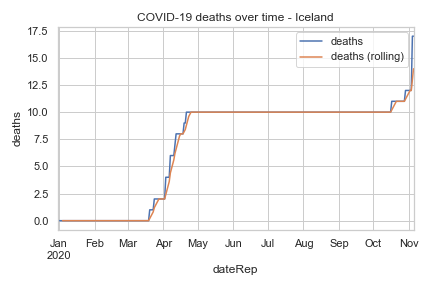 COVID-19 deaths over time - Iceland
deaths
deaths (rolling)
17.5
15.0
12.5
10.0
7.5
5.0
2.5
0.0
deaths
Jan Feb Mar Apr May Jun Jul Aug Sep Oct Nov
2020
dateRep